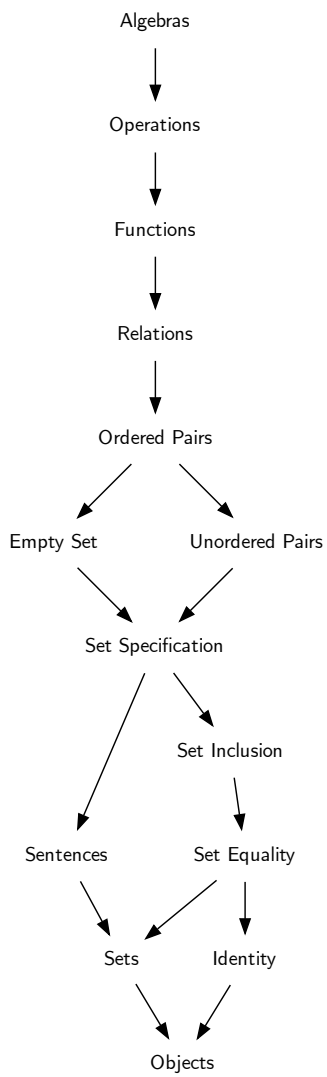 Algebras
Operations
Functions
Relations
Ordered Pairs
Empty Set
Unordered Pairs
Set Specification
Set Inclusion
Sentences
Set Equality
Sets
Identity
Objects